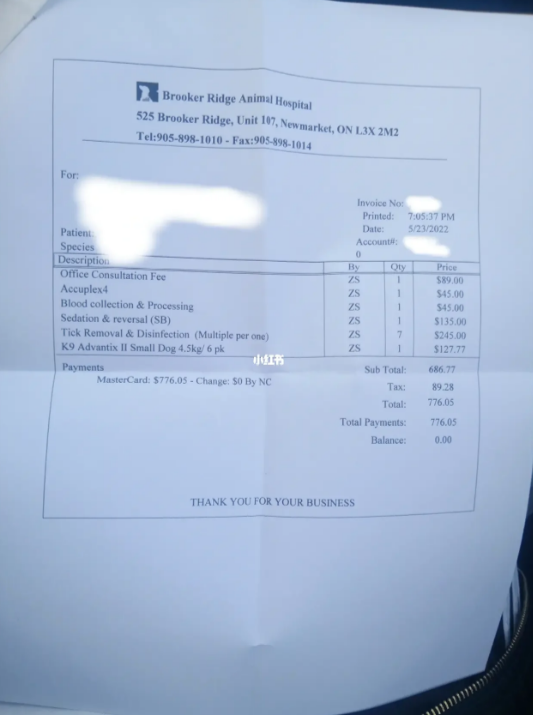 Brooker Ridge Animal Hospital
525 Brooker Ridge, Unit 107, Newmarket, ON L3X 2M2
Tel:905-898-1010 - Fax:905-898-1014
For:
Invoice No:
Printed: 7:05:37 PM
Patient: Date: 5/23/2022
Species Account#:
0
Description By Qty Price
Office Consultation Fee ZS 1 $89.00
Accuplex4 ZS 1 $45.00
Blood collection & Processing ZS 1 $45.00
Sedation & reversal (SB) ZS 1 $135.00
Tick Removal & Disinfection (Multiple per one) ZS 7 $245.00
K9 Advantix II Small Dog 4.5kg/ 6 pk ZS 1 $127.77
小红书
Payments Sub Total: 686.77
MasterCard: $776.05 - Change: $0 By NC
Tax: 89.28
Total: 776.05
Total Payments: 776.05
Balance: 0.00
THANK YOU FOR YOUR BUSINESS